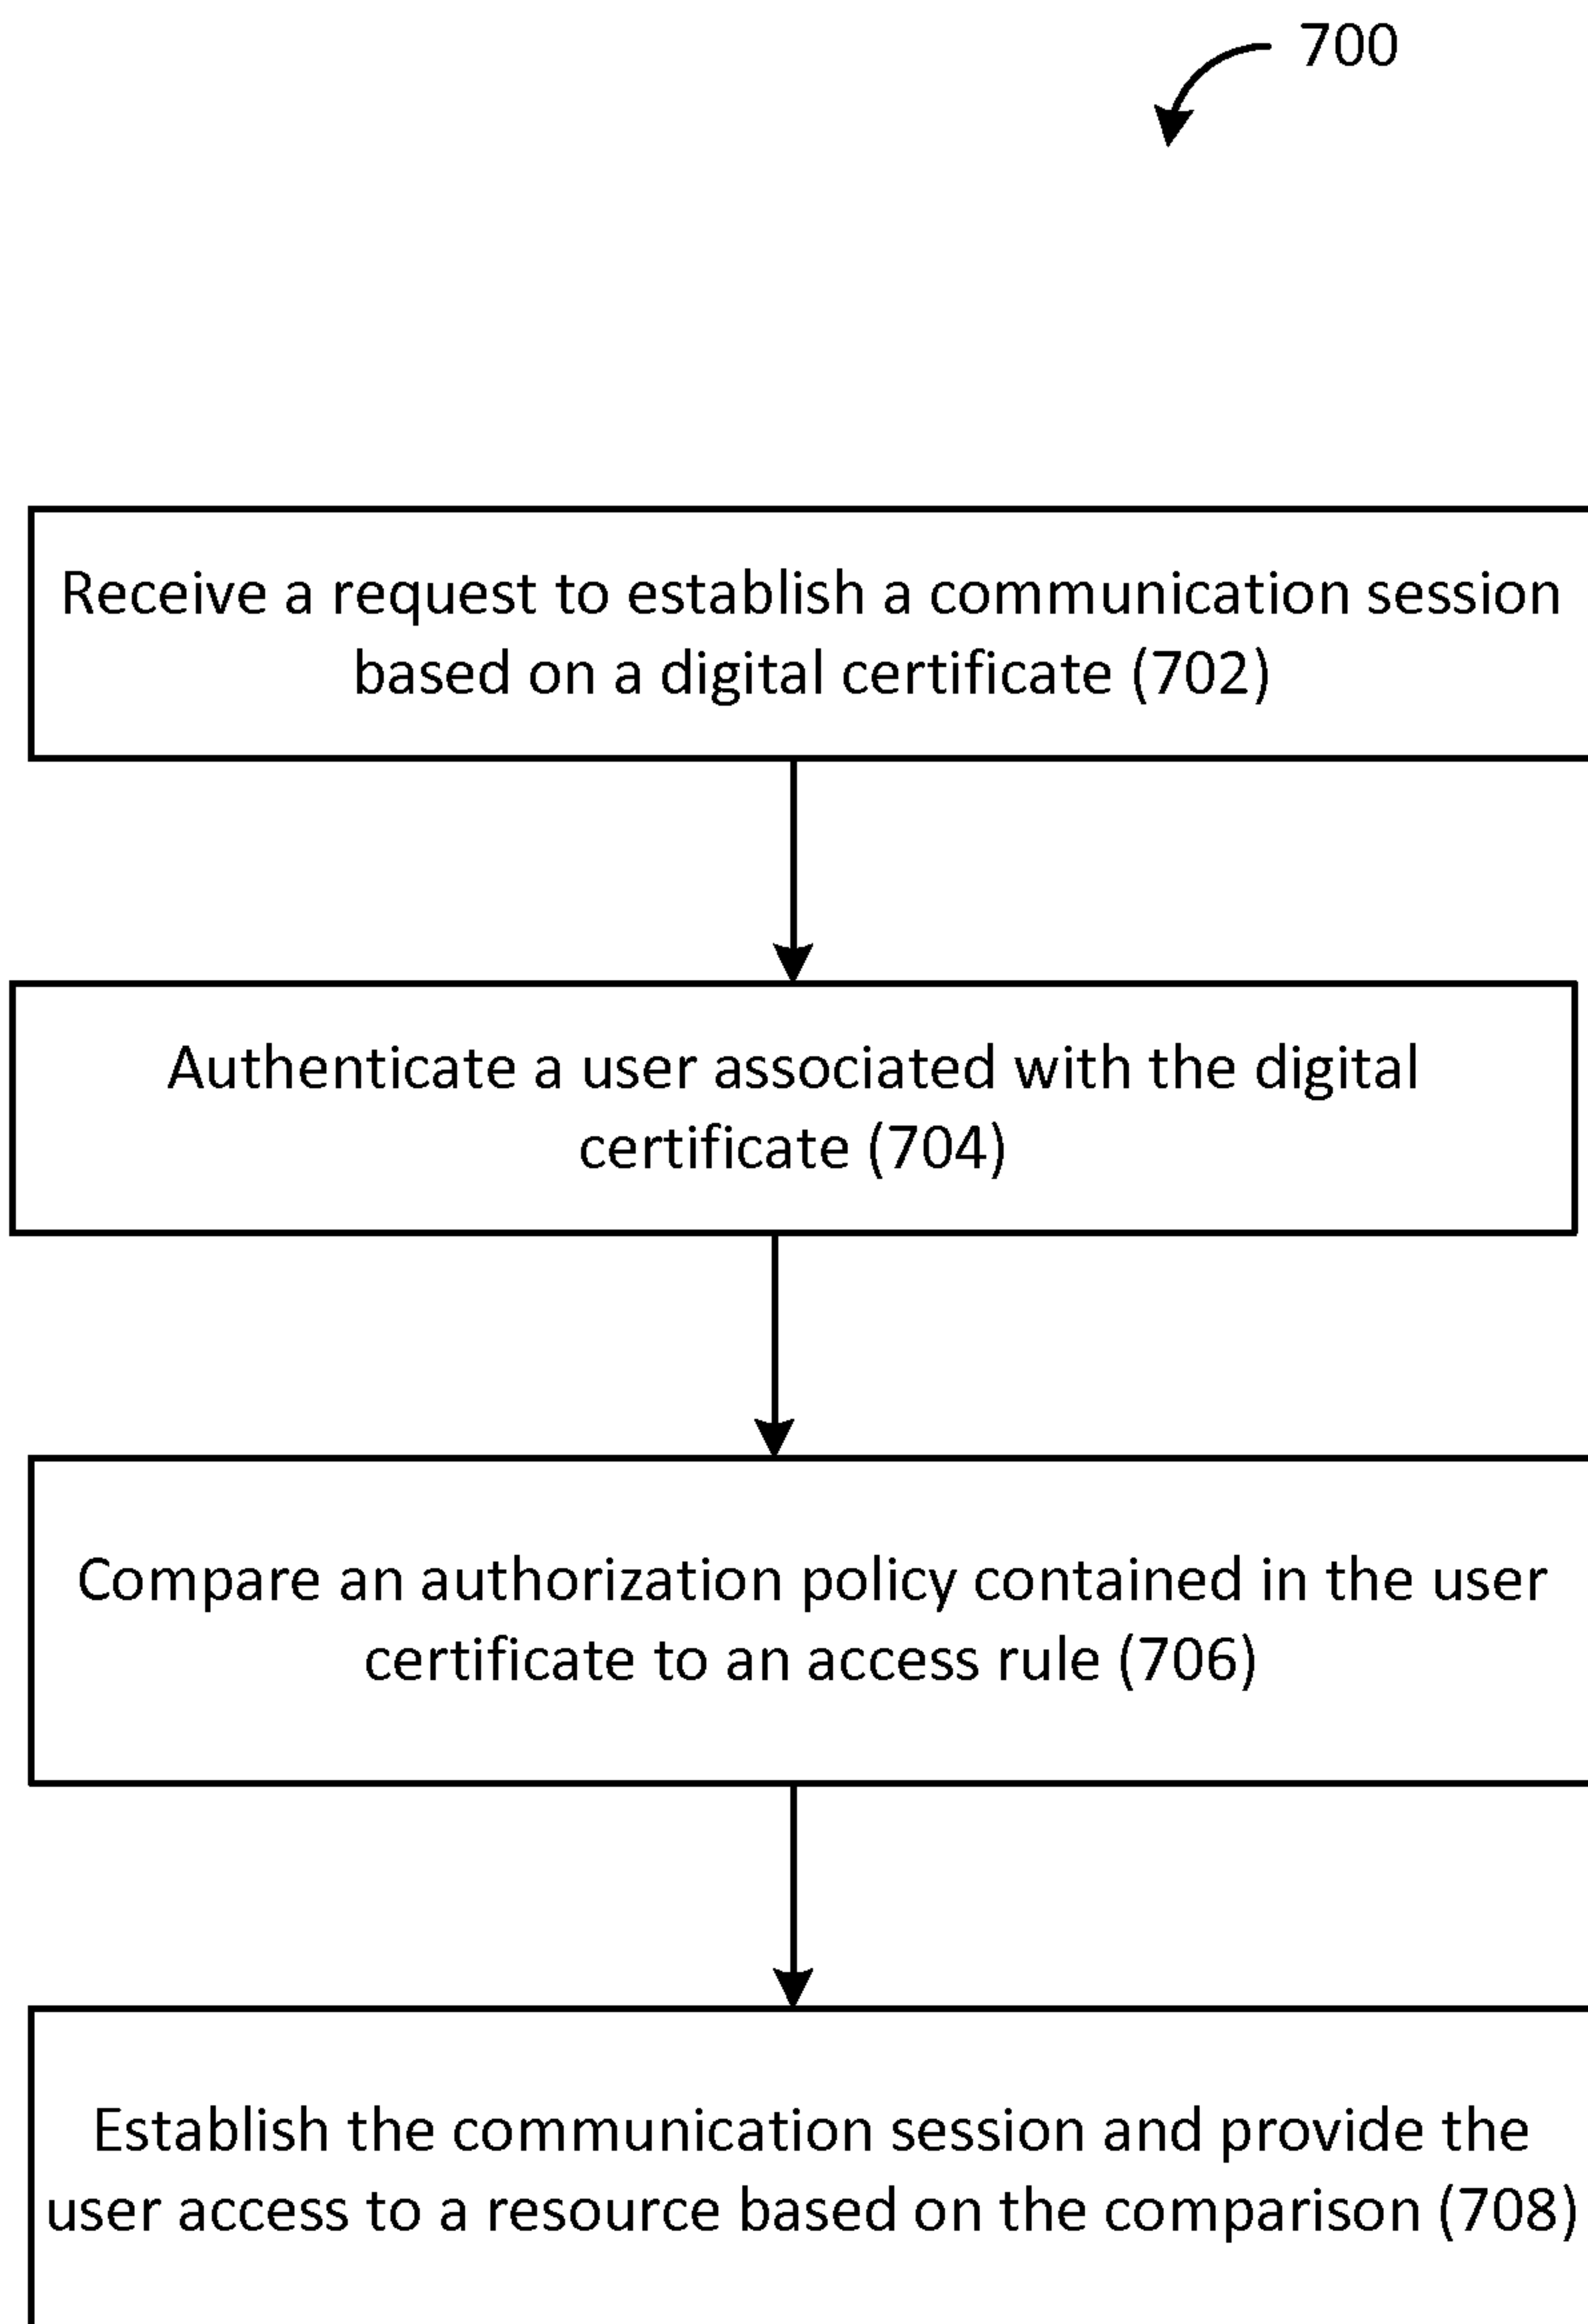 700
Receive a request to establish a communication session
based on a digital certificate (702)
Authenticate a user associated with the digital
certificate (704)
Compare an authorization policy contained in the user
certificate to an access rule (706)
Establish the communication session and provide the
user access to a resource based on the comparison (708)